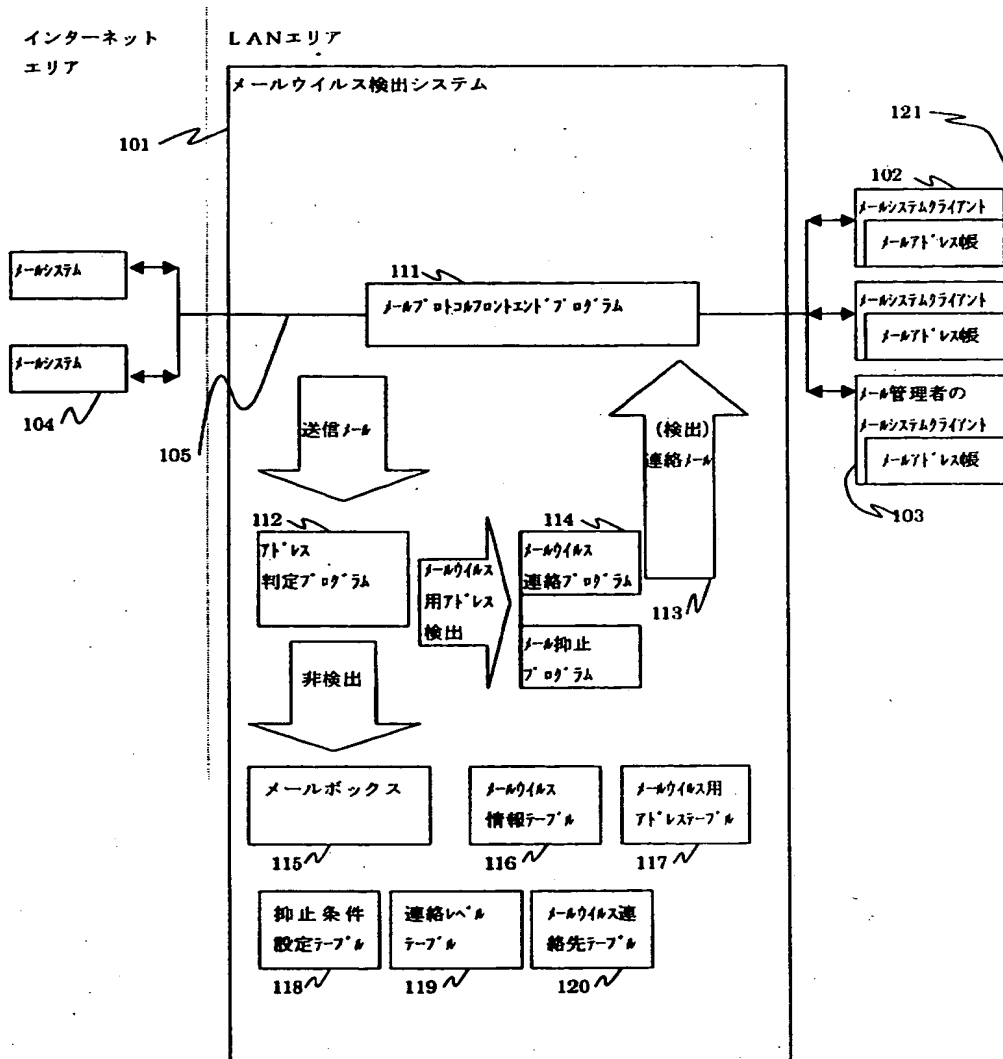 インターネット
エリア
LANエリア
メールウイルス検出システム
101
121
102
メールシステムクライアント
メールアドレス帳
メールシステム
111
メールプロトコルフロントエンドプログラム
メールシステムクライアント
メールアドレス帳
メールシステム
104
105
送信メール
(検出)
連絡メール
メール管理者の
メールシステムクライアント
メールアドレス帳
103
112
アドレス
判定プログラム
メールウイルス
用アドレス
検出
114
メールウイルス
連絡プログラム
113
メール抑止
プログラム
非検出
メールボックス
115
メールウイルス
情報テーブル
116
メールウイルス用
アドレステーブル
117
抑止条件
設定テーブル
118
連絡レベル
テーブル
119
メールウイルス連
絡先テーブル
120